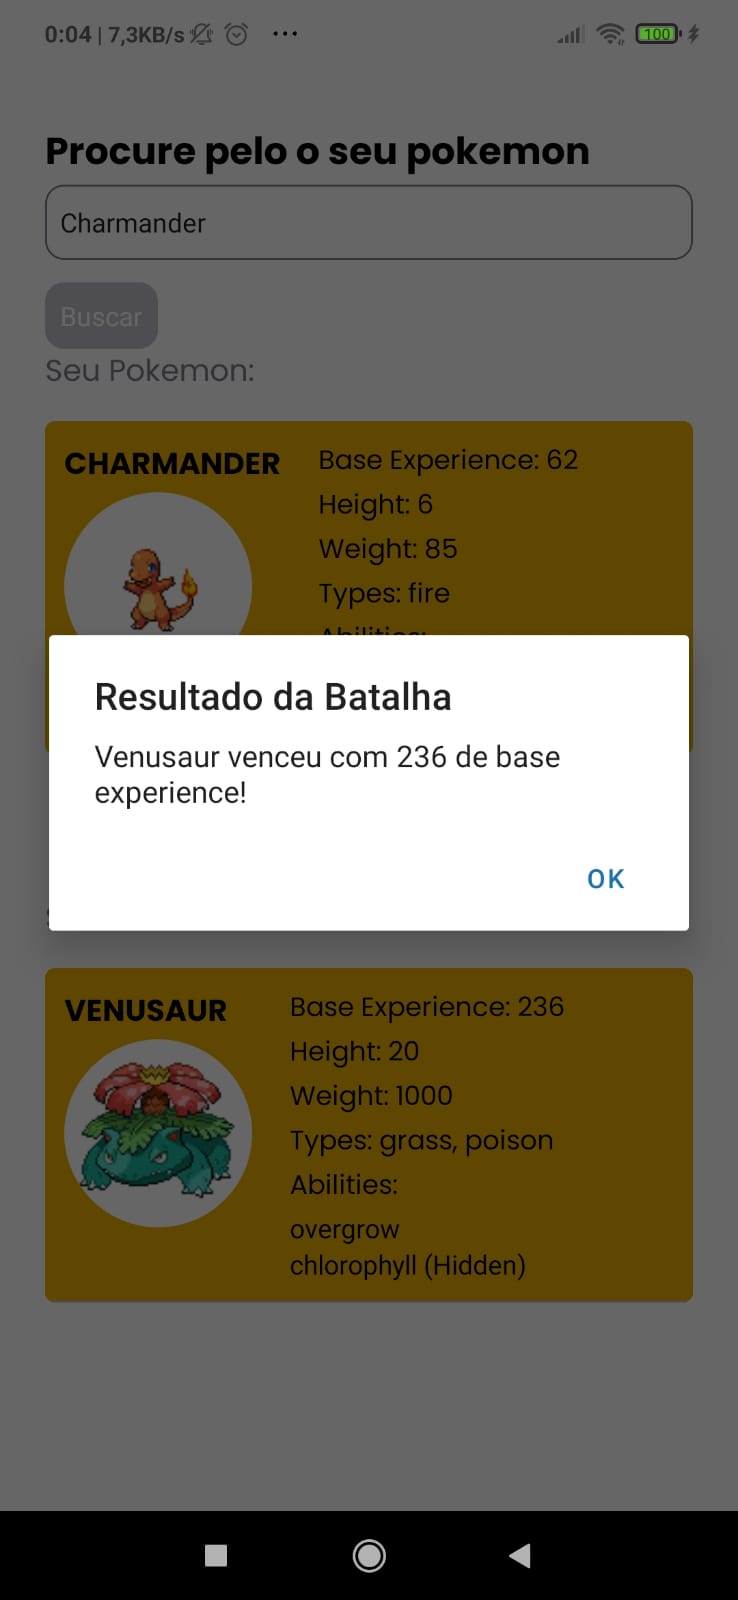 0:04 | 7,3KB/s
100
Procure pelo o seu pokemon
Charmander
Buscar
Seu Pokemon:
CHARMANDER
Base Experience: 62
Height: 6
Weight: 85
Types: fire
Abilities:
Resultado da Batalha
Venusaur venceu com 236 de base
experience!
OK
VENUSAUR
Base Experience: 236
Height: 20
Weight: 1000
Types: grass, poison
Abilities:
overgrow
chlorophyll (Hidden)